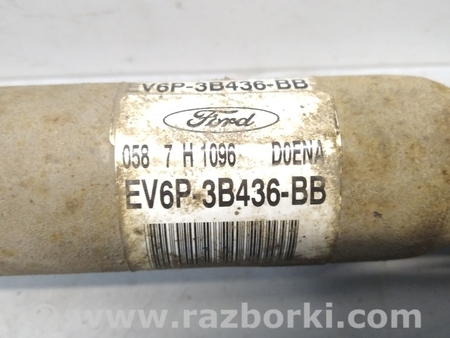 EV6P-3B436-BB
Ford
058 7 H 1096 D0ENA
EV6P-3B436-BB
www.razborki.com